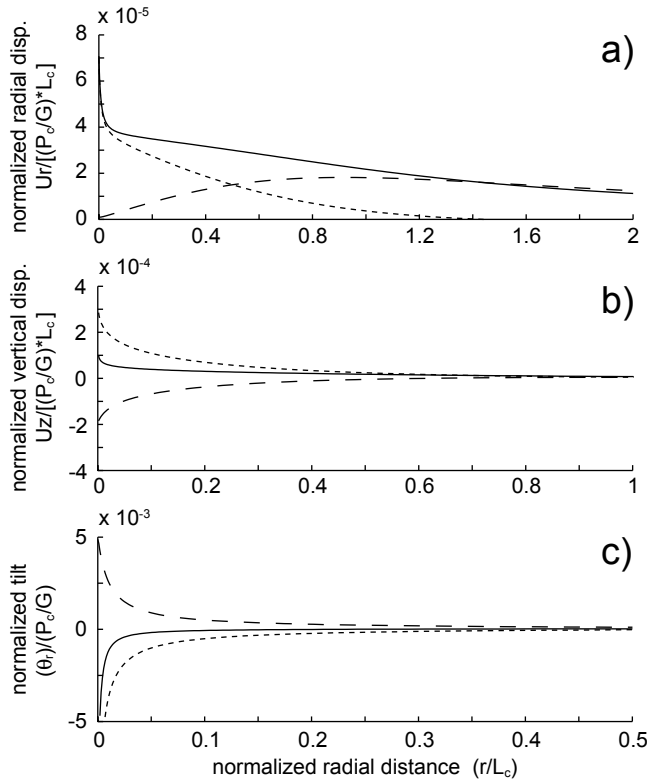 x 10-5
a)
normalized radial disp.
Ur/[(Pc/G)*Lc]
8
6
4
2
0
0 0.4 0.8 1.2 1.6 2
x 10-4
b)
normalized vertical disp.
Uz/[(Pc/G)*Lc]
4
2
0
-2
-4
0 0.2 0.4 0.6 0.8 1
x 10-3
c)
normalized tilt
(θr)/(Pc/G)
5
0
-5
0 0.1 0.2 0.3 0.4 0.5
normalized radial distance (r/Lc)